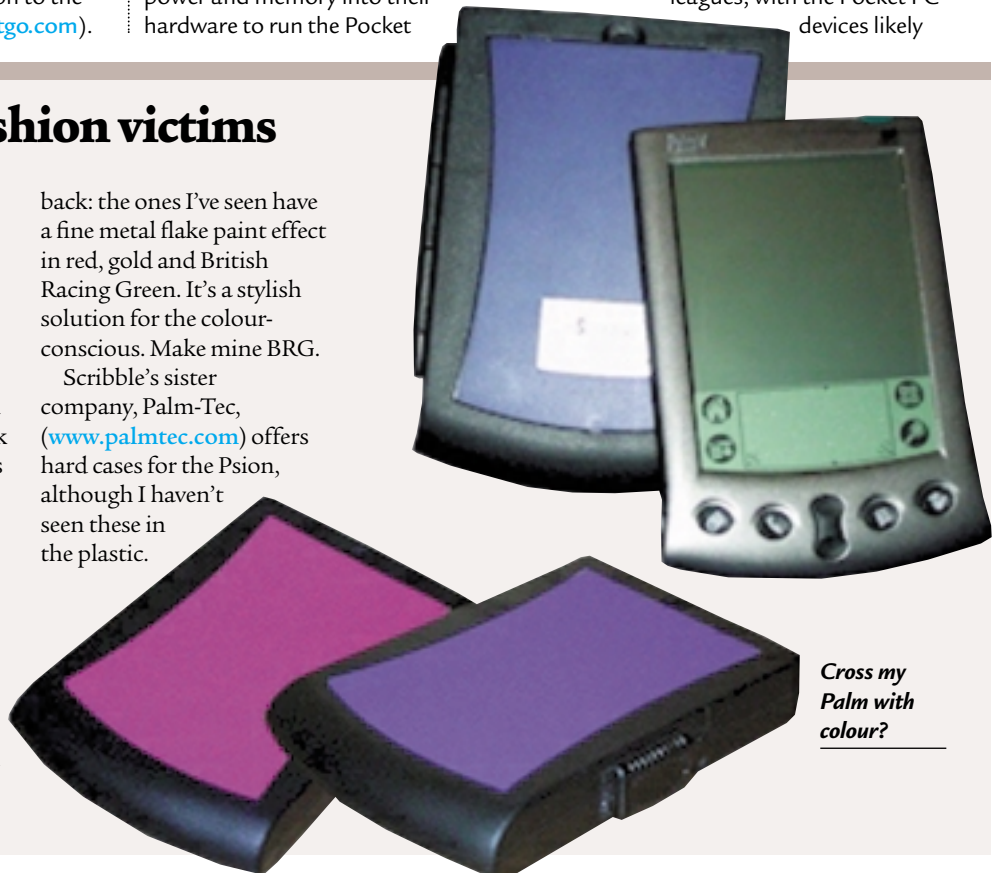 on to the
tgo.com).
power and memory into their
hardware to run the Pocket
leagues, with the Pocket PC
devices likely
shion victims
back: the ones I've seen have
a fine metal flake paint effect
in red, gold and British
Racing Green. It's a stylish
solution for the colour-
conscious. Make mine BRG.
Scribble's sister
company, Palm-Tec,
(www.palmtec.com) offers
hard cases for the Psion,
although I haven't
seen these in
the plastic.
Cross my
Palm with
colour?